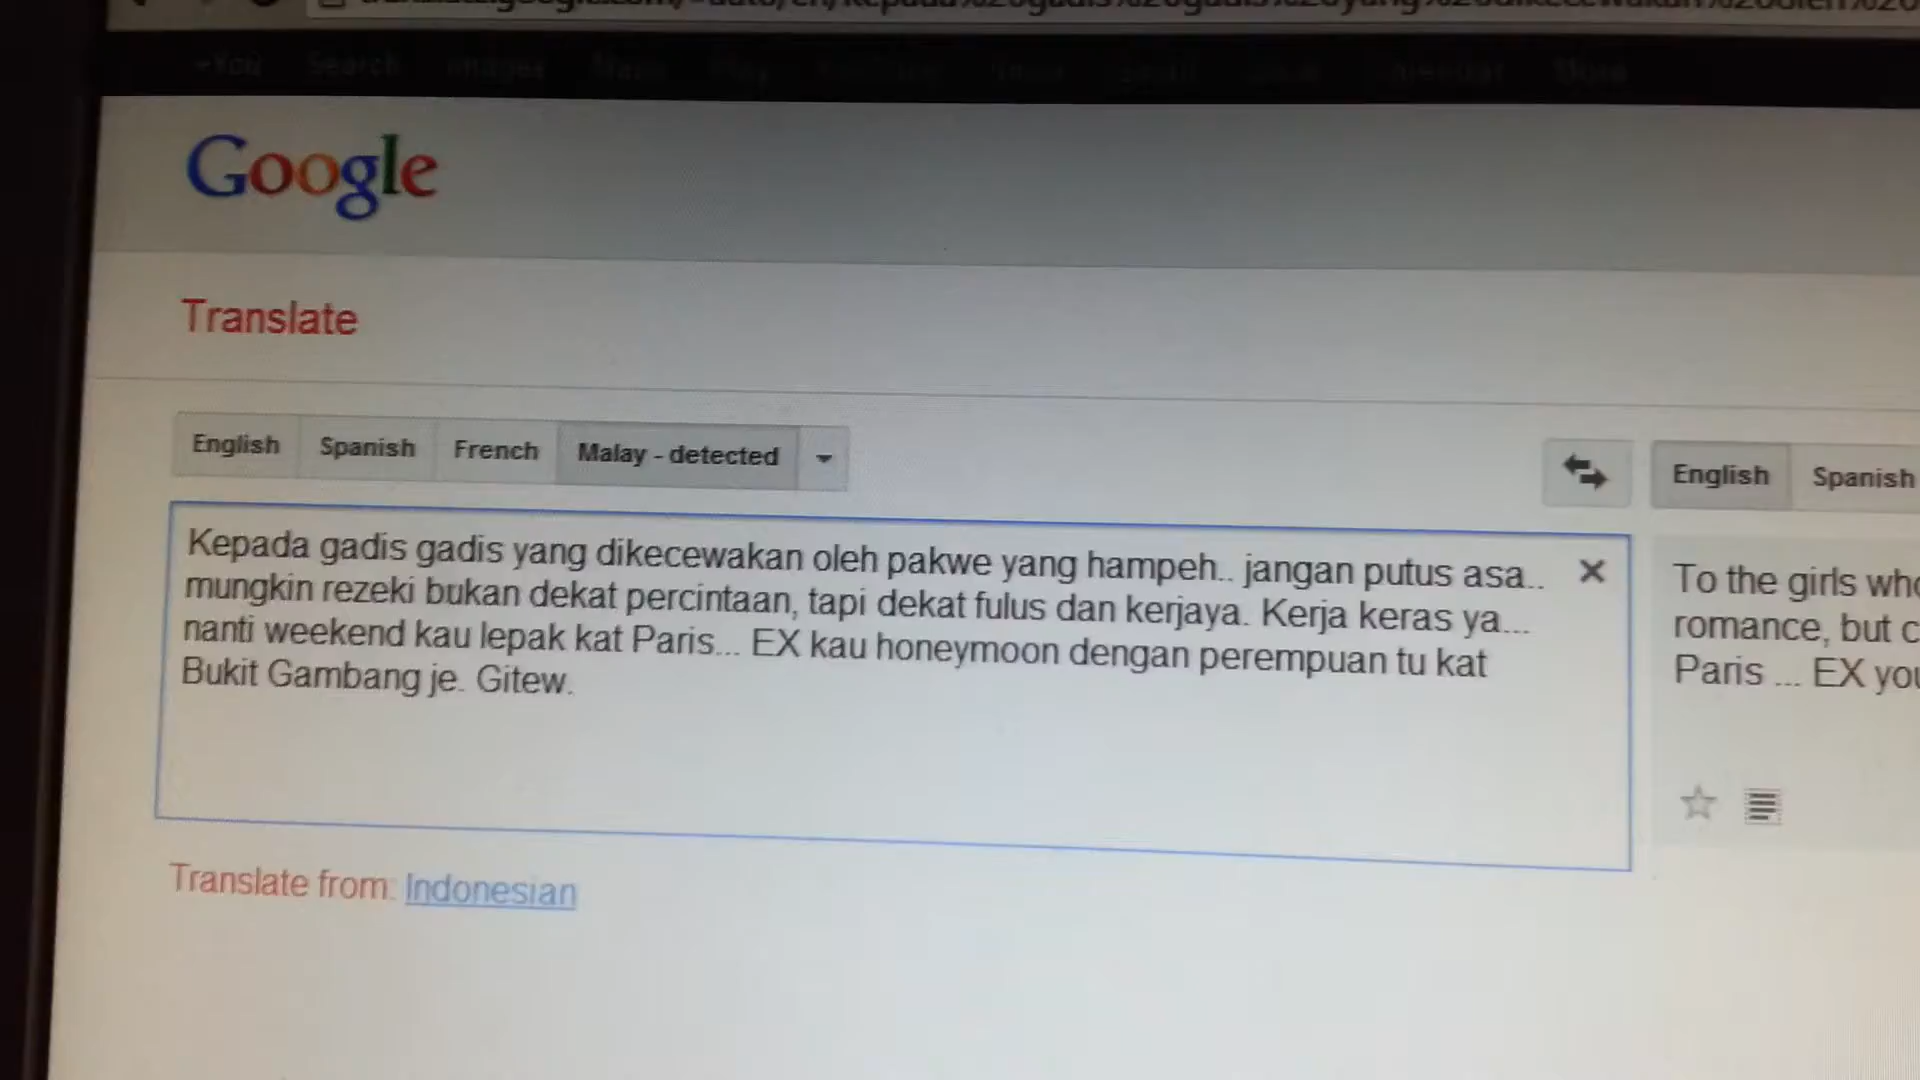 You Search Images
Google
Translate
English Spanish French Malay - detected
English Spanish
Kepada gadis gadis yang dikecewakan oleh pakwe yang hampeh.. jangan putus asa..
mungkin rezeki bukan dekat percintaan, tapi dekat fulus dan kerjaya. Kerja keras ya...
nanti weekend kau lepak kat Paris... EX kau honeymoon dengan perempuan tu kat
Bukit Gambang je. Gitew.
To the girls
romance, but
Paris ... EX
Translate from: Indonesian